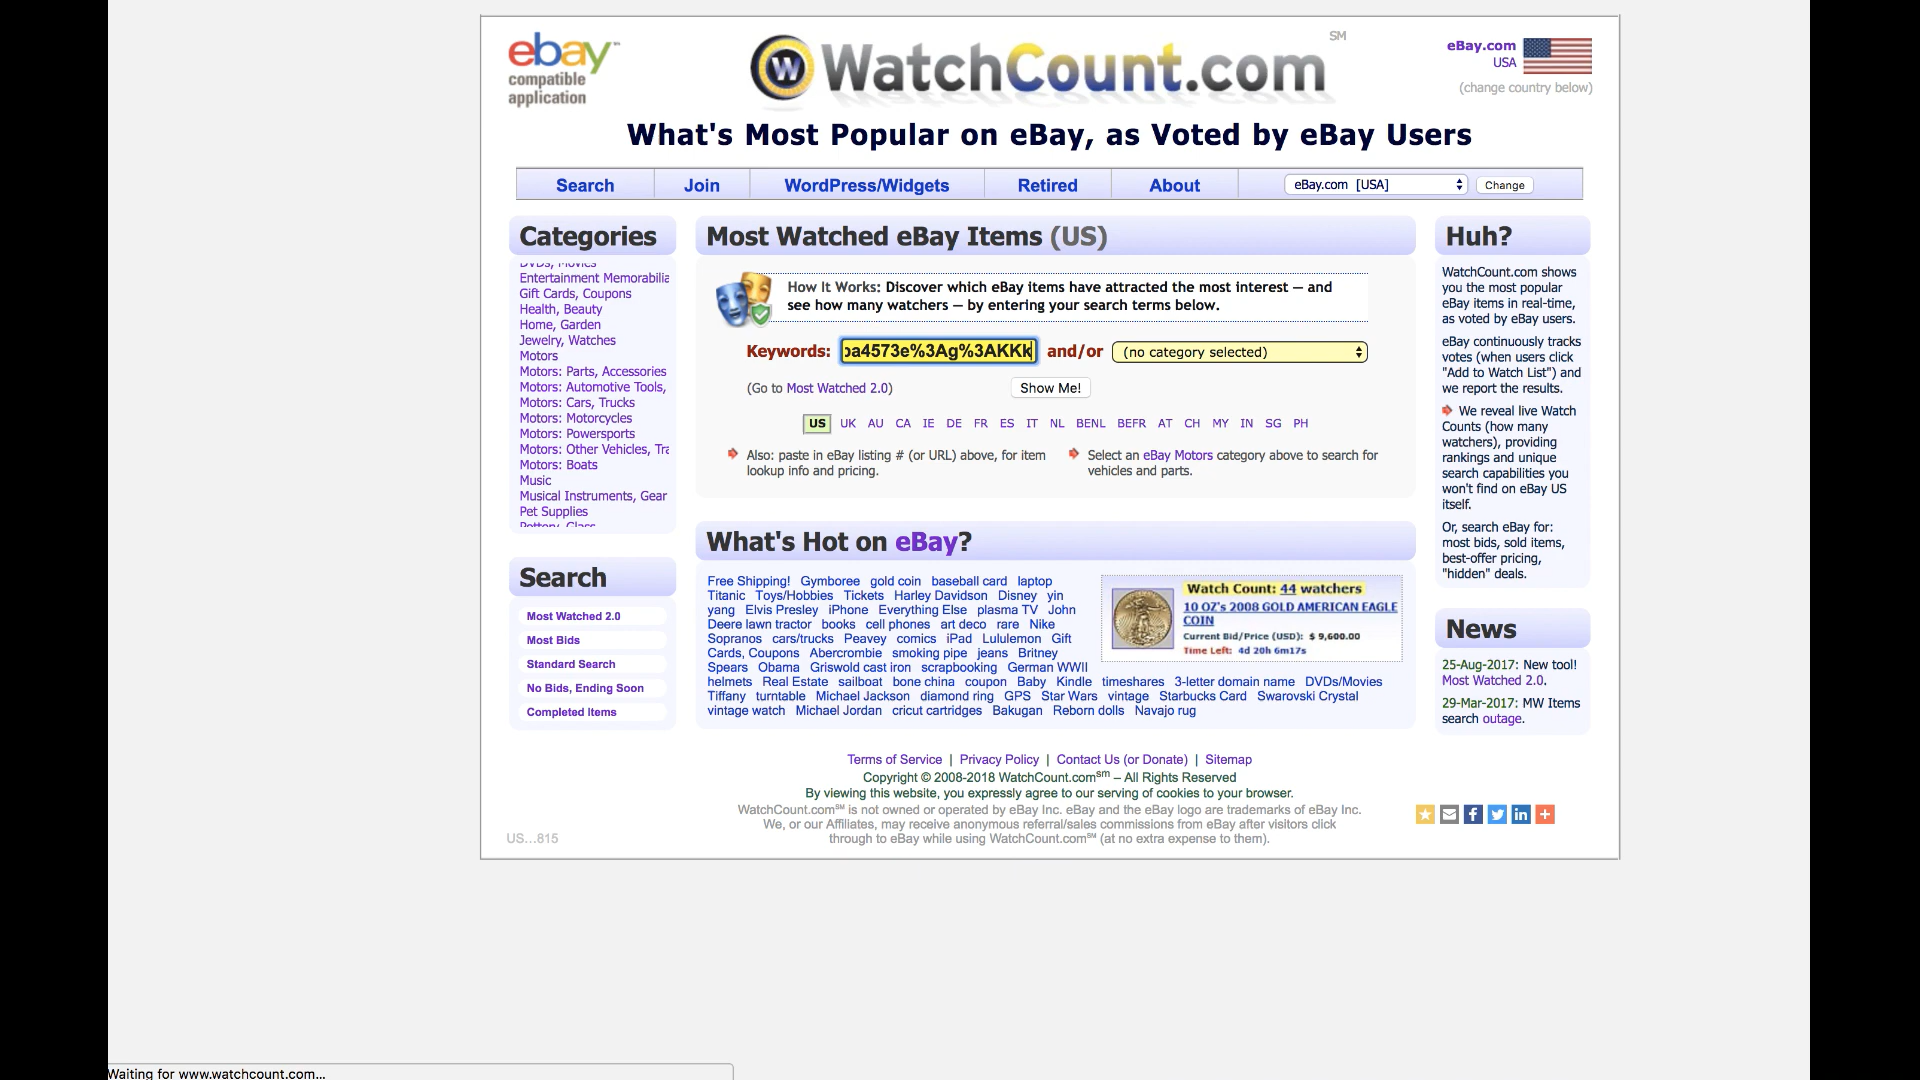 ebay™
compatible
application
WatchCount.com SM
eBay.com
USA
(change country below)
What's Most Popular on eBay, as Voted by eBay Users
Search Join WordPress/Widgets Retired About eBay.com [USA] Change
Categories
DVDs, Movies
Entertainment Memorabilia
Gift Cards, Coupons
Health, Beauty
Home, Garden
Jewelry, Watches
Motors
Motors: Parts, Accessories
Motors: Automotive Tools,
Motors: Cars, Trucks
Motors: Motorcycles
Motors: Powersports
Motors: Other Vehicles, Tra
Motors: Boats
Music
Musical Instruments, Gear
Pet Supplies
Pottery, Glass
Search
Most Watched 2.0
Most Bids
Standard Search
No Bids, Ending Soon
Completed Items
Most Watched eBay Items (US)
How It Works: Discover which eBay items have attracted the most interest — and
see how many watchers — by entering your search terms below.
Keywords: ba4573e%3Ag%3AKKk and/or (no category selected)
(Go to Most Watched 2.0) Show Me!
US UK AU CA IE DE FR ES IT NL BENL BEFR AT CH MY IN SG PH
Also: paste in eBay listing # (or URL) above, for item
lookup info and pricing.
Select an eBay Motors category above to search for
vehicles and parts.
What's Hot on eBay?
Free Shipping! Gymboree gold coin baseball card laptop
Titanic Toys/Hobbies Tickets Harley Davidson Disney yin
yang Elvis Presley iPhone Everything Else plasma TV John
Deere lawn tractor books cell phones art deco rare Nike
Sopranos cars/trucks Peavey comics iPad Lululemon Gift
Cards, Coupons Abercrombie smoking pipe jeans Britney
Spears Obama Griswold cast iron scrapbooking German WWII
helmets Real Estate sailboat bone china coupon Baby Kindle timeshares 3-letter domain name DVDs/Movies
Tiffany turntable Michael Jackson diamond ring GPS Star Wars vintage Starbucks Card Swarovski Crystal
vintage watch Michael Jordan cricut cartridges Bakugan Reborn dolls Navajo rug
Watch Count: 44 watchers
10 OZ's 2008 GOLD AMERICAN EAGLE
COIN
Current Bid/Price (USD): $ 9,600.00
Time Left: 4d 20h 6m17s
Huh?
WatchCount.com shows
you the most popular
eBay items in real-time,
as voted by eBay users.
eBay continuously tracks
votes (when users click
"Add to Watch List") and
we report the results.
We reveal live Watch
Counts (how many
watchers), providing
rankings and unique
search capabilities you
won't find on eBay US
itself.
Or, search eBay for:
most bids, sold items,
best-offer pricing,
"hidden" deals.
News
25-Aug-2017: New tool!
Most Watched 2.0.
29-Mar-2017: MW Items
search outage.
Terms of Service | Privacy Policy | Contact Us (or Donate) | Sitemap
Copyright © 2008-2018 WatchCount.com℠ – All Rights Reserved
By viewing this website, you expressly agree to our serving of cookies to your browser.
WatchCount.com℠ is not owned or operated by eBay Inc. eBay and the eBay logo are trademarks of eBay Inc.
We, or our Affiliates, may receive anonymous referral/sales commissions from eBay after visitors click
through to eBay while using WatchCount.com℠ (at no extra expense to them).
US...815
Waiting for www.watchcount.com...